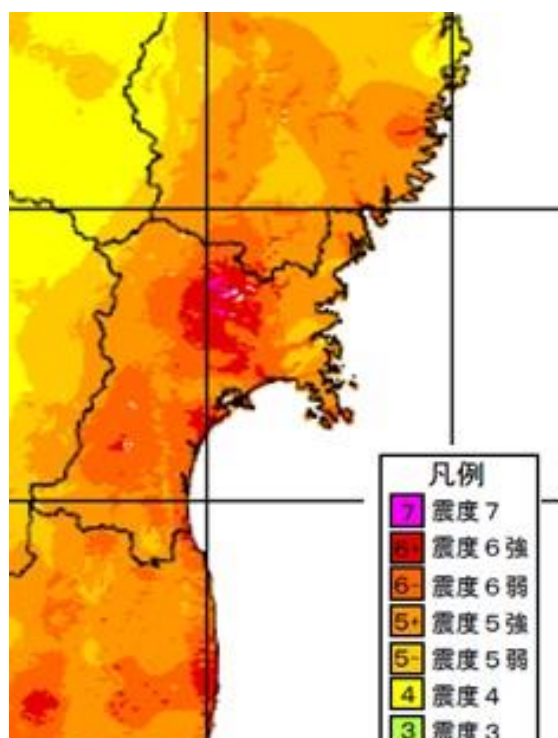 凡例
7 震度７
6+ 震度６強
6- 震度６弱
5+ 震度５強
5- 震度５弱
4 震度４
3 震度３